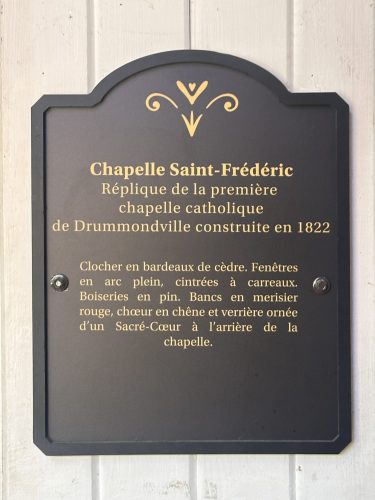 Chapelle Saint-Frédéric
Réplique de la première
chapelle catholique
de Drummondville construite en 1822
Clocher en bardeaux de cèdre. Fenêtres
en arc plein, cintrées à carreaux.
Boiseries en pin. Bancs en merisier
rouge, chœur en chêne et verrière ornée
d'un Sacré-Cœur à l'arrière de la
chapelle.